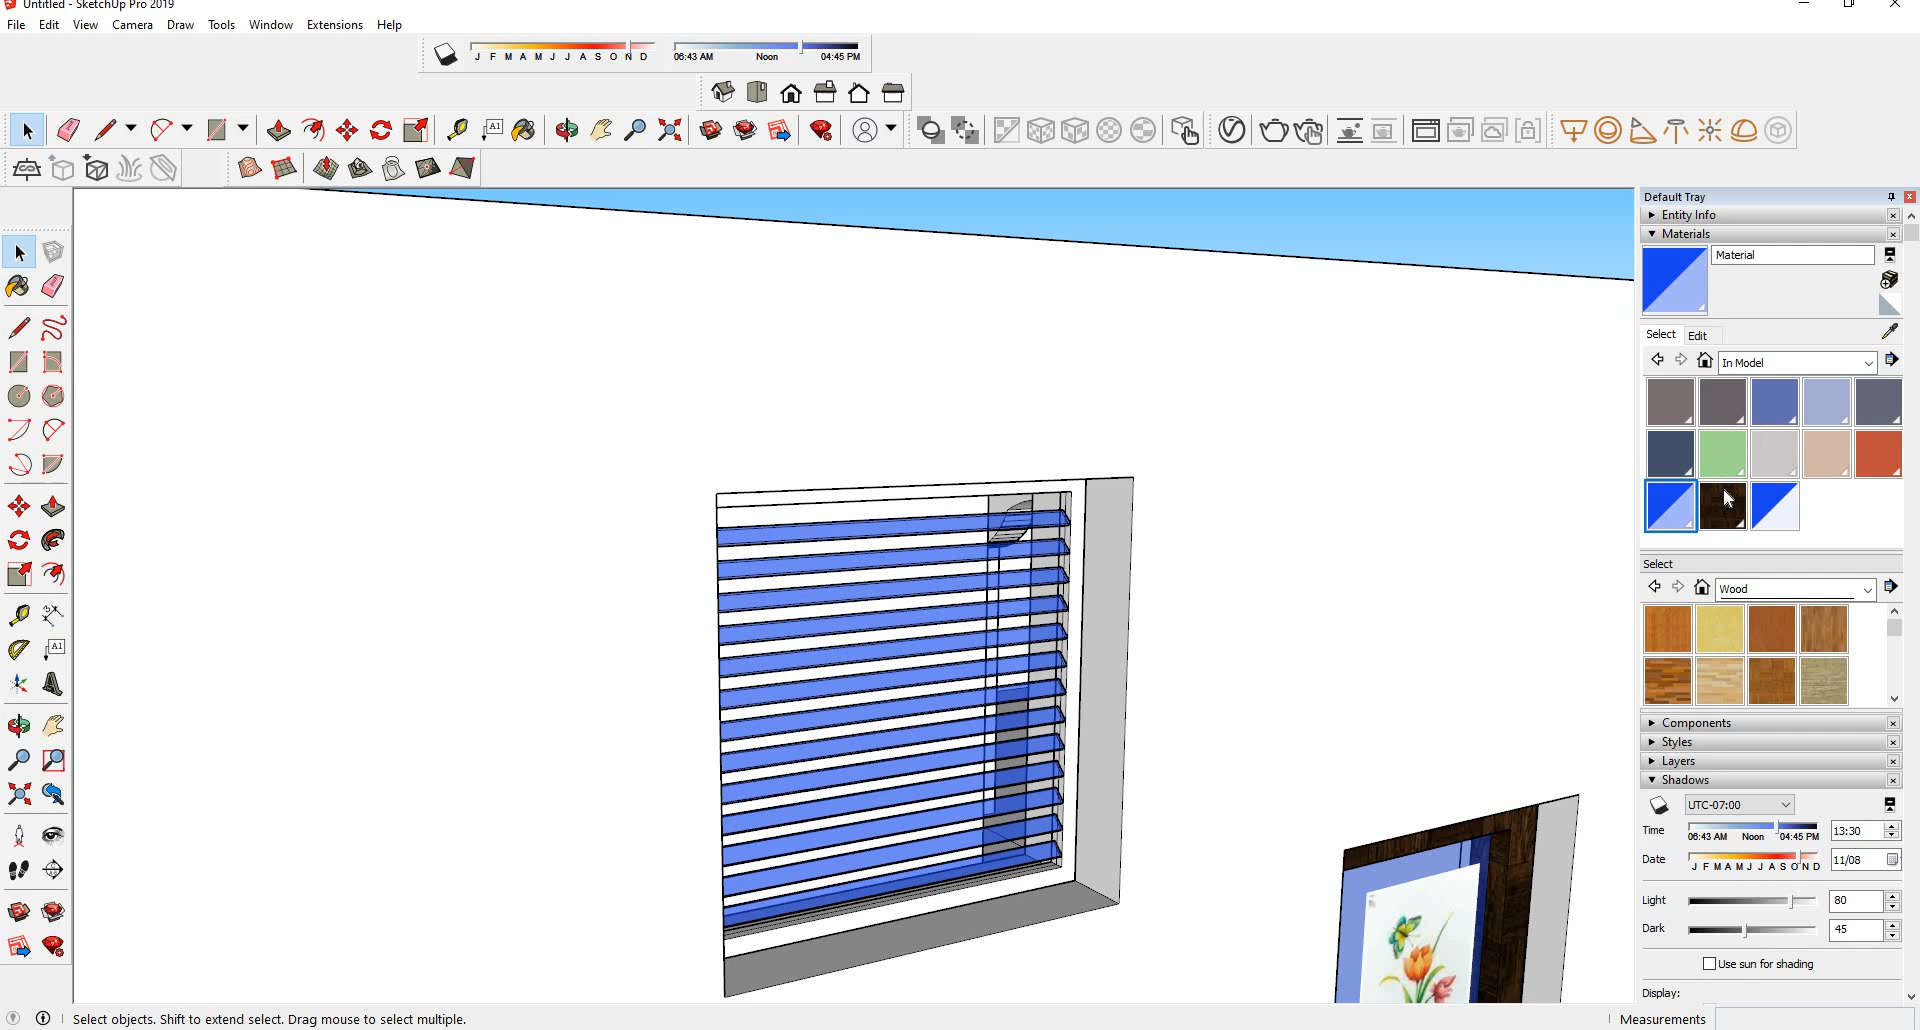 Untitled - SketchUp Pro 2019
File Edit View Camera Draw Tools Window Extensions Help
J F M A M J J A S O N D 06:43 AM Noon 04:45 PM
A1
Default Tray
Entity Info
Materials
Material
Select Edit
In Model
Select
Wood
A1
Components
Styles
Layers
Shadows
UTC-07:00
Time 06:43 AM Noon 04:45 PM 13:30
Date J F M A M J J A S O N D 11/08
Light 80
Dark 45
Use sun for shading
Display:
Select objects. Shift to extend select. Drag mouse to select multiple. Measurements